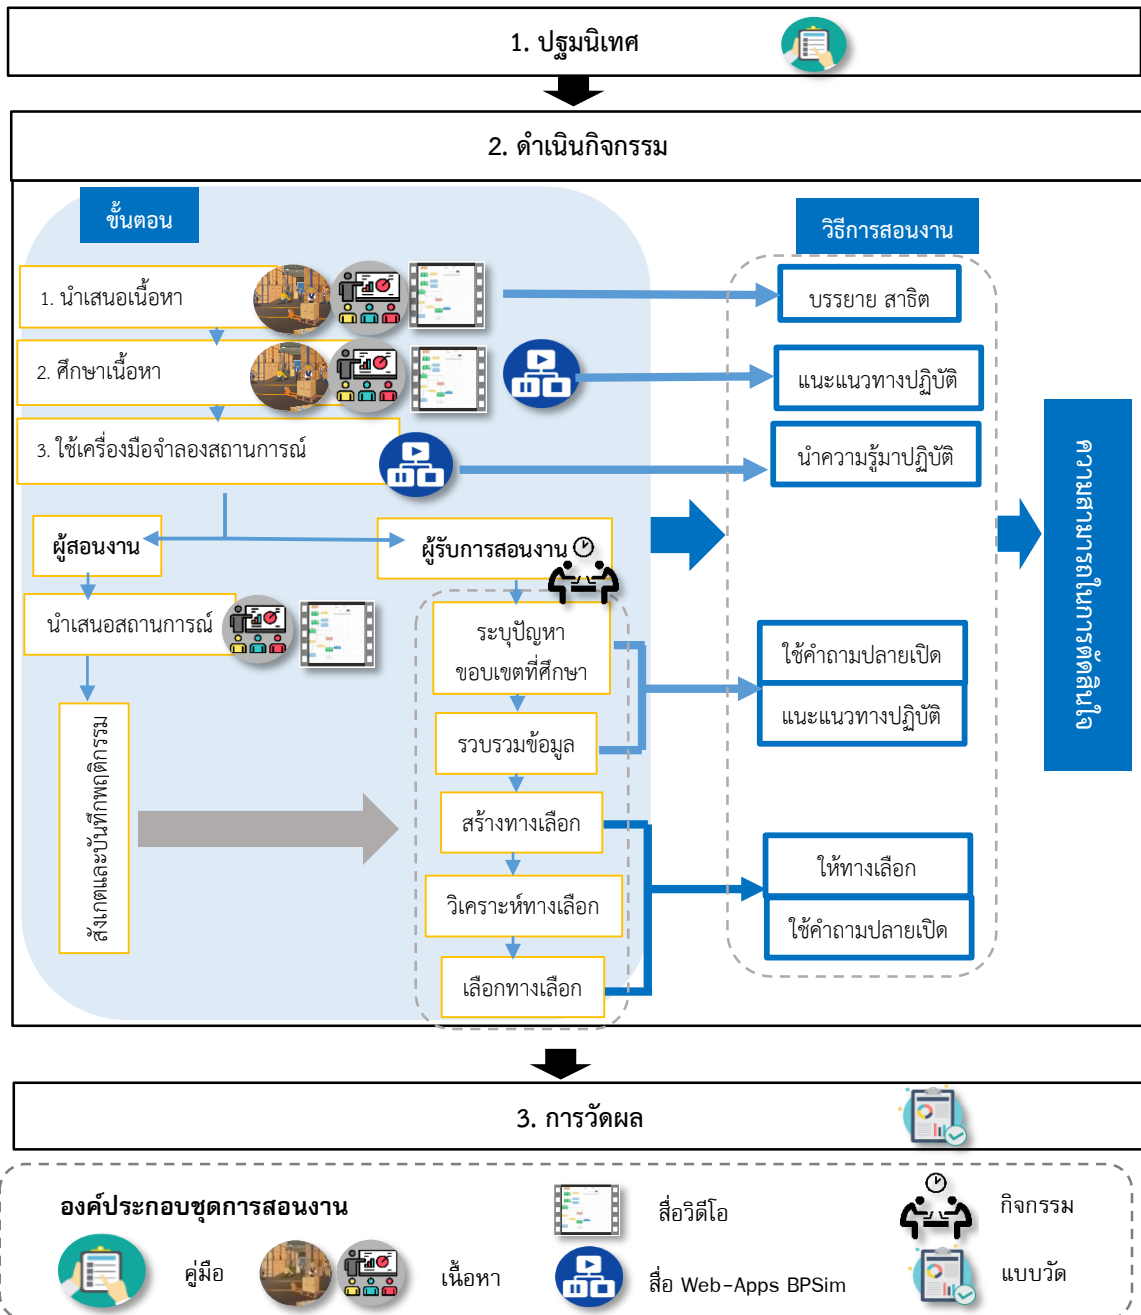 1. ปฐมนิเทศ
2. ดำเนินกิจกรรม
ขั้นตอน
วิธีการสอนงาน
1. นำเสนอเนื้อหา
บรรยาย สาธิต
2. ศึกษาเนื้อหา
แนะแนวทางปฏิบัติ
3. ใช้เครื่องมือจำลองสถานการณ์
นำความรู้มาปฏิบัติ
ผู้สอนงาน
ผู้รับการสอนงาน
นำเสนอสถานการณ์
ระบุปัญหา
ขอบเขตที่ศึกษา
ใช้คำถามปลายเปิด
แนะแนวทางปฏิบัติ
รวบรวมข้อมูล
สังเกตและบันทึกพฤติกรรม
สร้างทางเลือก
วิเคราะห์ทางเลือก
เลือกทางเลือก
ให้ทางเลือก
ใช้คำถามปลายเปิด
ความสามารถในการตัดสินใจ
3. การวัดผล
องค์ประกอบชุดการสอนงาน
คู่มือ
เนื้อหา
สื่อวิดีโอ
สื่อ Web-Apps BPSim
กิจกรรม
แบบวัด